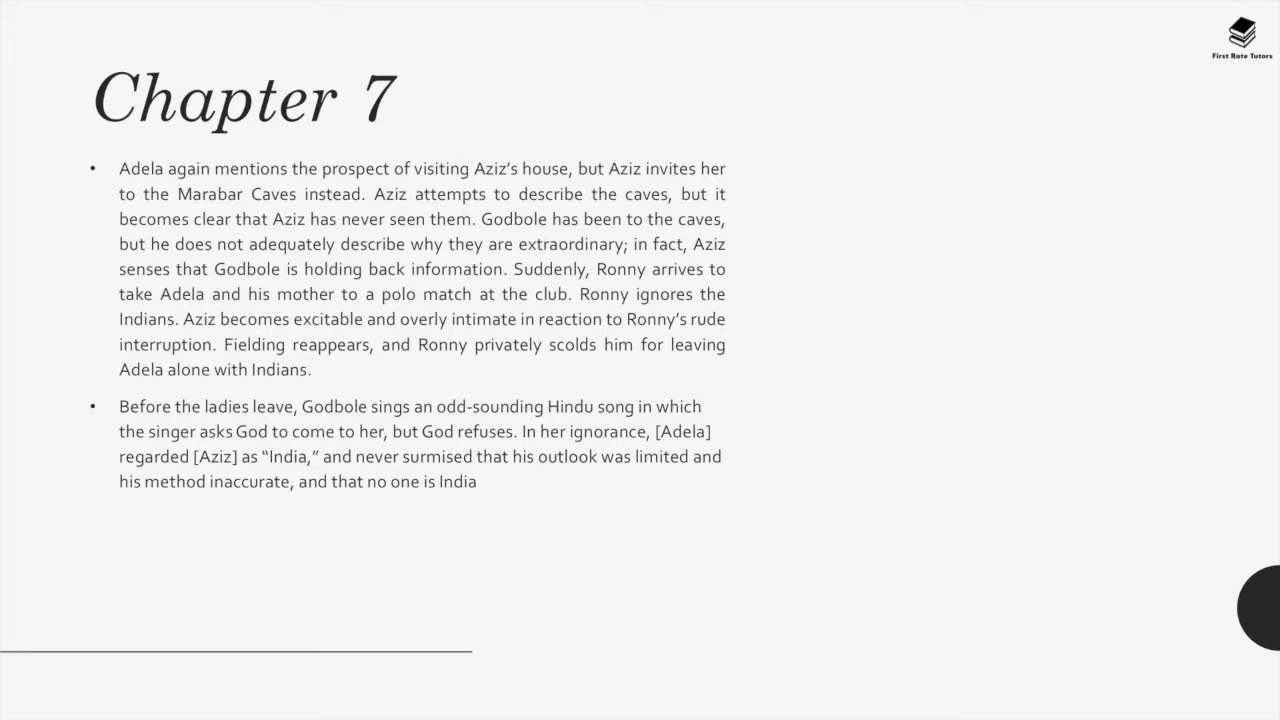 First Rate Tutors
Chapter 7
• Adela again mentions the prospect of visiting Aziz’s house, but Aziz invites her
to the Marabar Caves instead. Aziz attempts to describe the caves, but it
becomes clear that Aziz has never seen them. Godbole has been to the caves,
but he does not adequately describe why they are extraordinary; in fact, Aziz
senses that Godbole is holding back information. Suddenly, Ronny arrives to
take Adela and his mother to a polo match at the club. Ronny ignores the
Indians. Aziz becomes excitable and overly intimate in reaction to Ronny’s rude
interruption. Fielding reappears, and Ronny privately scolds him for leaving
Adela alone with Indians.
• Before the ladies leave, Godbole sings an odd-sounding Hindu song in which
the singer asks God to come to her, but God refuses. In her ignorance, [Adela]
regarded [Aziz] as “India,” and never surmised that his outlook was limited and
his method inaccurate, and that no one is India